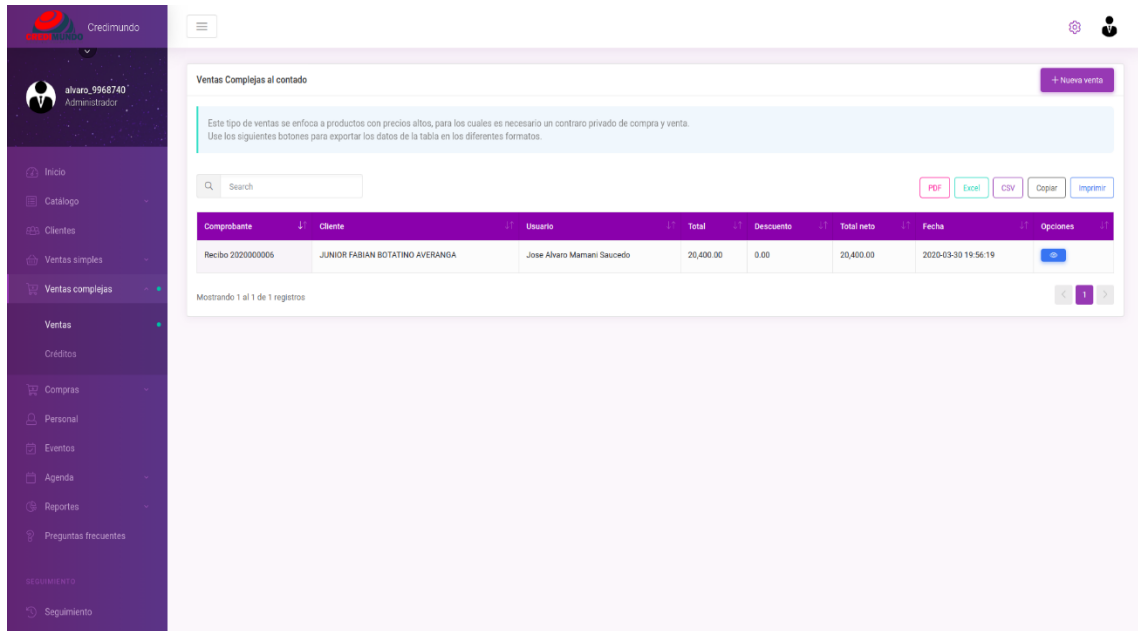 CREDIMUNDO
Credimundo
alvaro_9968740
Administrador
Inicio
Catálogo
Clientes
Ventas simples
Ventas complejas
Ventas
Créditos
Compras
Personal
Eventos
Agenda
Reportes
Preguntas frecuentes
SEGUIMIENTO
Seguimiento
Ventas Complejas al contado
+ Nueva venta
Este tipo de ventas se enfoca a productos con precios altos, para los cuales es necesario un contraro privado de compra y venta.
Use los siguientes botones para exportar los datos de la tabla en los diferentes formatos.
Search
PDF Excel CSV Copiar Imprimir
Comprobante Cliente Usuario Total Descuento Total neto Fecha Opciones
Recibo 2020000006 JUNIOR FABIAN BOTATINO AVERANGA Jose Alvaro Mamani Saucedo 20,400.00 0.00 20,400.00 2020-03-30 19:56:19
Mostrando 1 al 1 de 1 registros
< 1 >